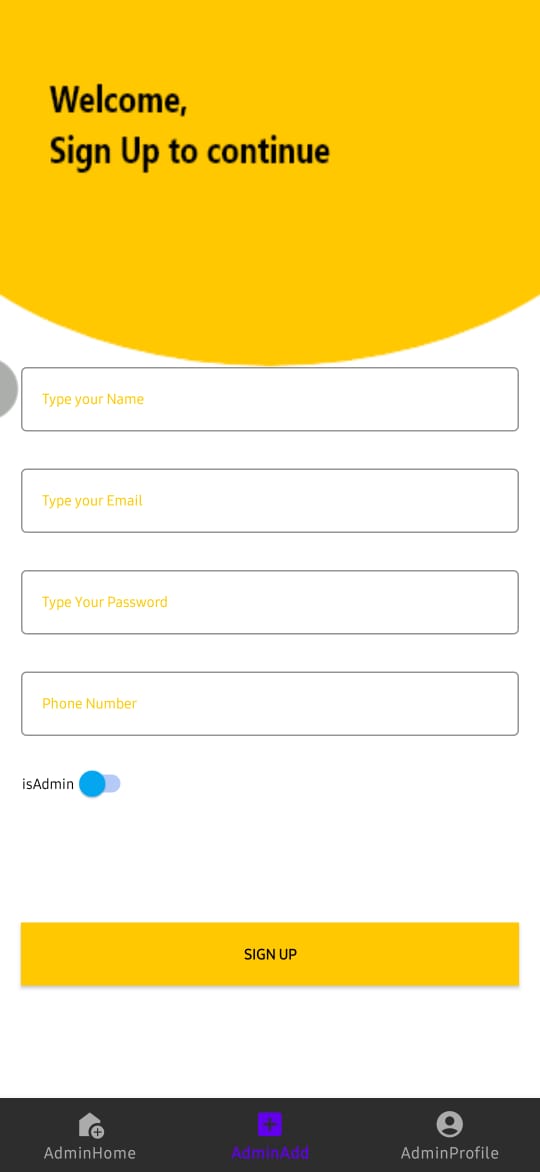 Welcome,
Sign Up to continue
Type your Name
Type your Email
Type Your Password
Phone Number
isAdmin
SIGN UP
AdminHome
AdminAdd
AdminProfile